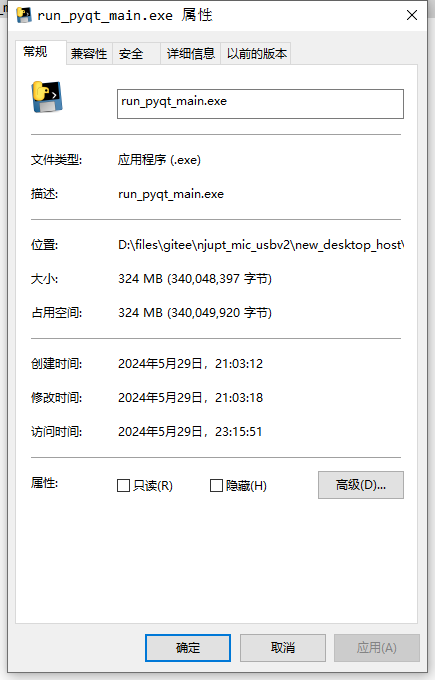 run_pyqt_main.exe 属性
常规 兼容性 安全 详细信息 以前的版本
run_pyqt_main.exe
文件类型: 应用程序 (.exe)
描述: run_pyqt_main.exe
位置: D:\files\gitee\njupt_mic_usbv2\new_desktop_host\
大小: 324 MB (340,048,397 字节)
占用空间: 324 MB (340,049,920 字节)
创建时间: 2024年5月29日，21:03:12
修改时间: 2024年5月29日，21:03:18
访问时间: 2024年5月29日，23:15:51
属性: 只读(R) 隐藏(H) 高级(D)...
确定 取消 应用(A)